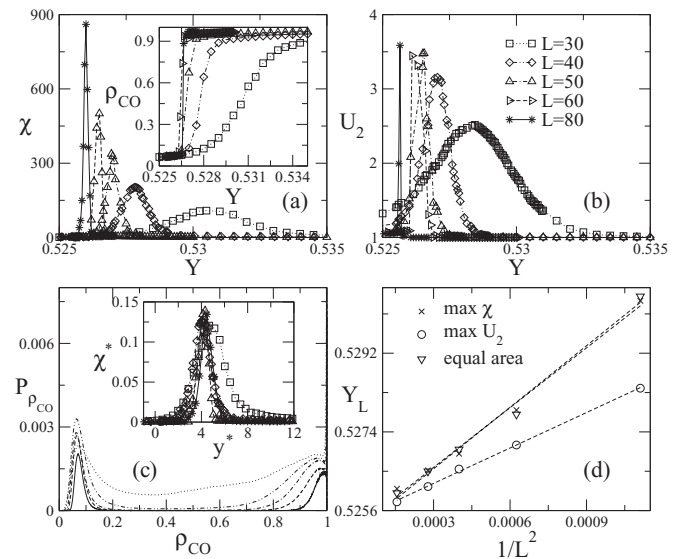 900
600
χ
300
0
0.525
0.53
Y
0.535
(a)
0.9
ρCO
0.6
0.3
0.525
0.528
0.531
0.534
Y
4
3
U2
2
1
0.525
0.53
Y
0.535
(b)
L=30
L=40
L=50
L=60
L=80
0.006
PρCO
0.003
0
0
0.2
0.4
0.6
0.8
1
ρCO
(c)
0.15
0.1
χ*
0.05
0
0
4
8
12
y*
max χ
max U2
equal area
0.5292
YL
0.5274
0.5256
0.0003
0.0006
0.0009
1/L2
(d)